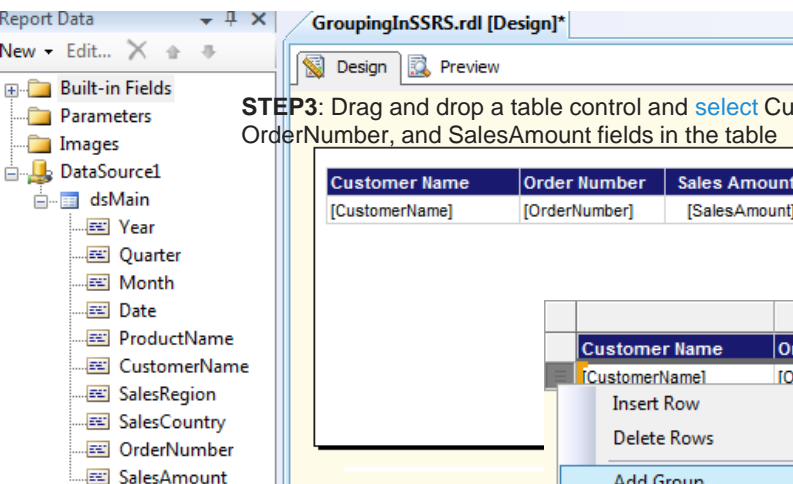 Report Data
New Edit...
Built-in Fields
Parameters
Images
DataSource1
dsMain
Year
Quarter
Month
Date
ProductName
CustomerName
SalesRegion
SalesCountry
OrderNumber
SalesAmount
GroupingInSSRS.rdl [Design]*
Design Preview
STEP3: Drag and drop a table control and select Cu
OrderNumber, and SalesAmount fields in the table
Customer Name Order Number Sales Amount
[CustomerName] [OrderNumber] [SalesAmount]
Customer Name Or
[CustomerName] [O
Insert Row
Delete Rows
Add Group